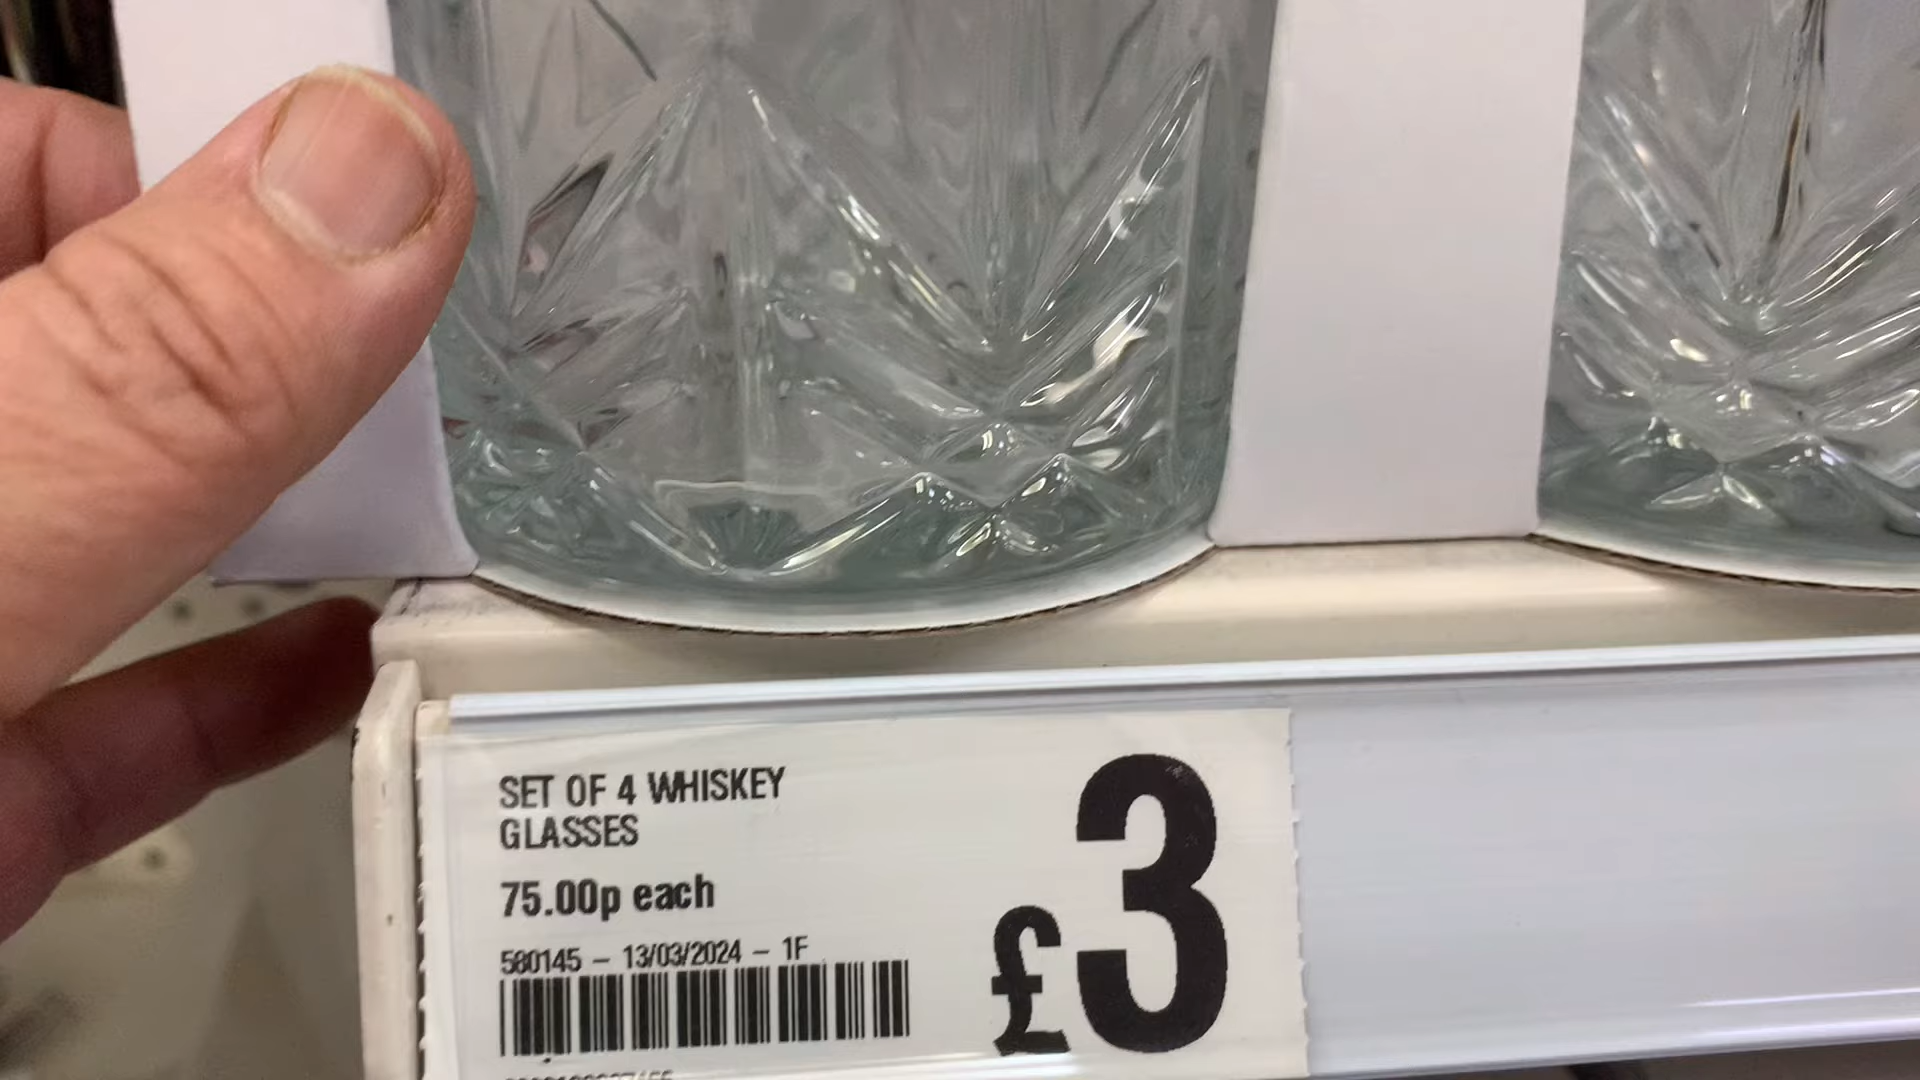 SET OF 4 WHISKEY
GLASSES
75.00p each
£3
580145 – 13/03/2024 – 1F